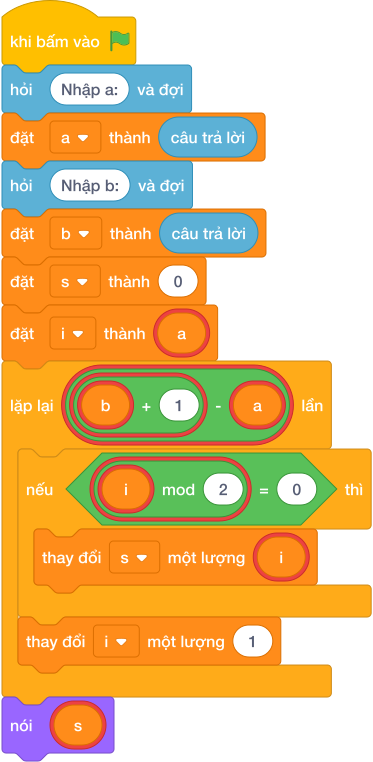 khi bấm vào
hỏi Nhập a: và đợi
đặt a thành câu trả lời
hỏi Nhập b: và đợi
đặt b thành câu trả lời
đặt s thành 0
đặt i thành a
lặp lại b + 1 - a lần
nếu i mod 2 = 0 thì
thay đổi s một lượng i
thay đổi i một lượng 1
nói s